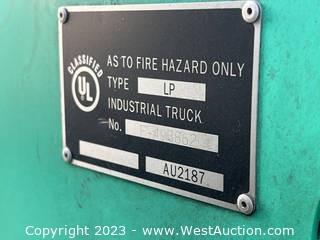 CLASSIFIED
UL
AS TO FIRE HAZARD ONLY
TYPE LP
INDUSTRIAL TRUCK
No.
AU2187
Copyright 2023 - www.WestAuction.com